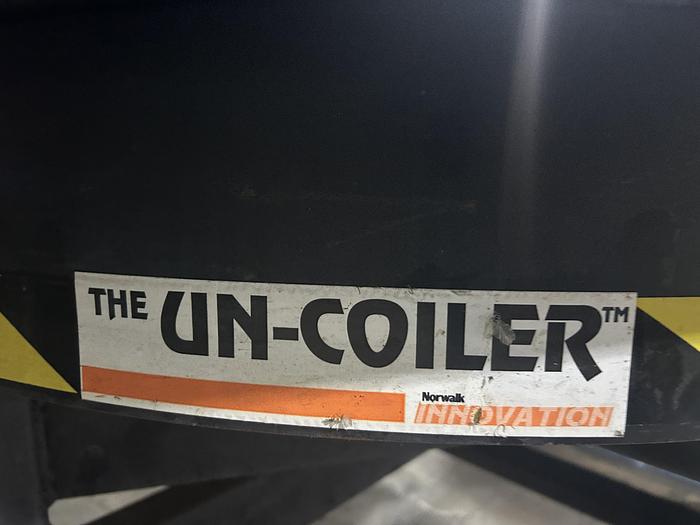 THE UN-COILER™
Norwalk
INNOVATION